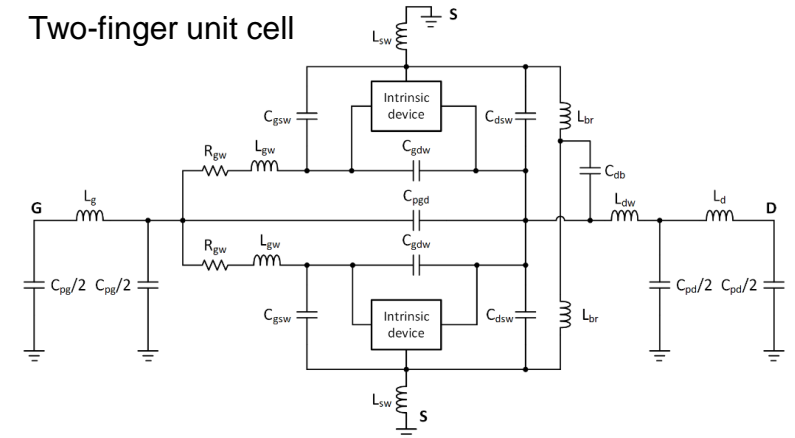 Two-finger unit cell
S
Lsw
Intrinsic
device
Cgsw
Cdsw
Lbr
Rgw
Lgw
Cgdw
Cdb
Cpgd
G
Lg
Ldw
Ld
D
Rgw
Lgw
Cgdw
Cpg/2 Cpg/2
Cpd/2 Cpd/2
Cgsw
Intrinsic
device
Cdsw
Lbr
Lsw
S